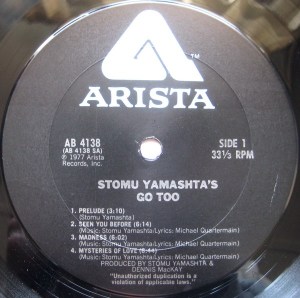 TM
ARISTA
AB 4138
(AB 4138 SA)
℗ 1977 Arista
Records, Inc.
SIDE 1
33⅓ RPM
STOMU YAMASHTA'S
GO TOO
1. PRELUDE (3:10)
(Stomu Yamashta)
2. SEEN YOU BEFORE (6:14)
(Music: Stomu Yamashta/Lyrics: Michael Quartermain)
3. MADNESS (6:02)
(Music: Stomu Yamashta/Lyrics: Michael Quartermain)
4. MYSTERIES OF LOVE (6:44)
(Music: Stomu Yamashta/Lyrics: Michael Quartermain)
PRODUCED BY STOMU YAMASHTA &
DENNIS MacKAY
"Unauthorized duplication is a
violation of applicable laws."